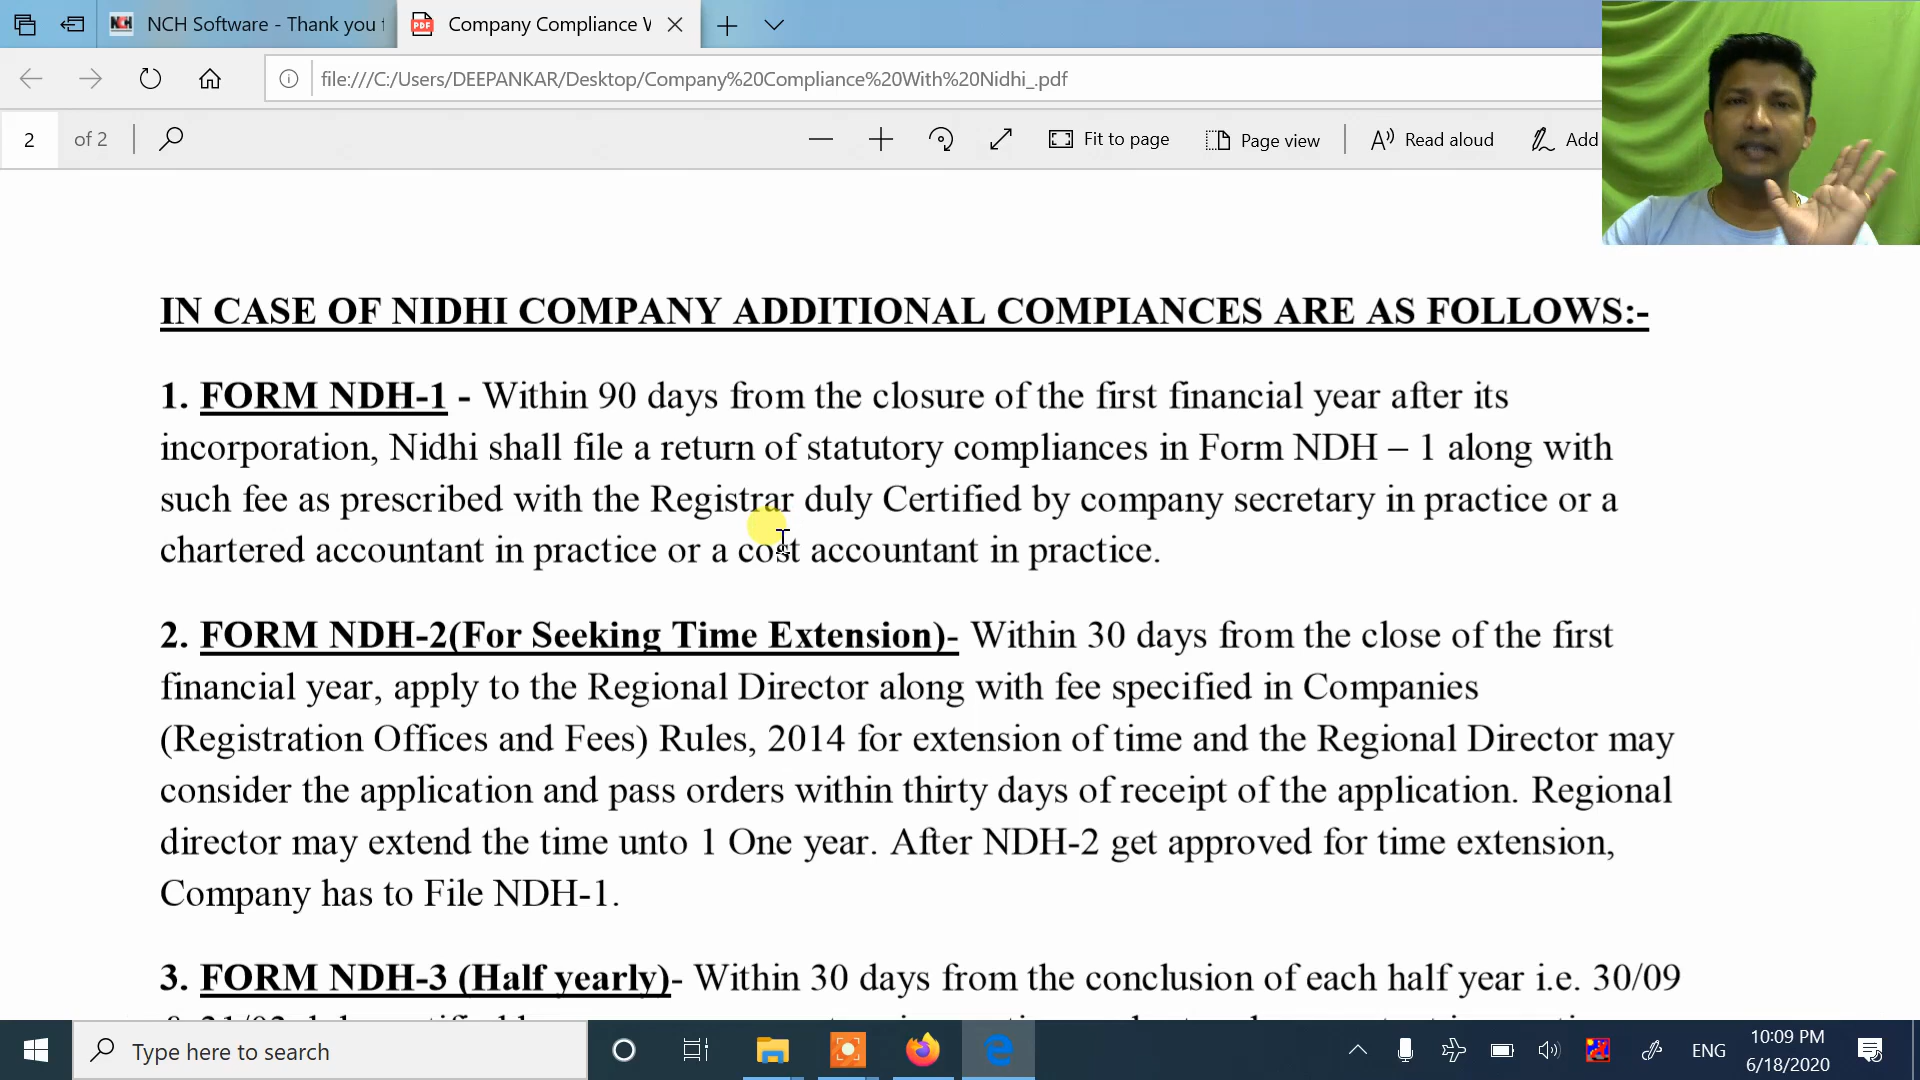 NCH Software - Thank you f
Company Compliance W
file:///C:/Users/DEEPANKAR/Desktop/Company%20Compliance%20With%20Nidhi_.pdf
2 of 2
Fit to page
Page view
Read aloud
Add
IN CASE OF NIDHI COMPANY ADDITIONAL COMPIANCES ARE AS FOLLOWS:-
1. FORM NDH-1 - Within 90 days from the closure of the first financial year after its
incorporation, Nidhi shall file a return of statutory compliances in Form NDH – 1 along with
such fee as prescribed with the Registrar duly Certified by company secretary in practice or a
chartered accountant in practice or a cost accountant in practice.
2. FORM NDH-2(For Seeking Time Extension)- Within 30 days from the close of the first
financial year, apply to the Regional Director along with fee specified in Companies
(Registration Offices and Fees) Rules, 2014 for extension of time and the Regional Director may
consider the application and pass orders within thirty days of receipt of the application. Regional
director may extend the time unto 1 One year. After NDH-2 get approved for time extension,
Company has to File NDH-1.
3. FORM NDH-3 (Half yearly)- Within 30 days from the conclusion of each half year i.e. 30/09
Type here to search
ENG
10:09 PM
6/18/2020